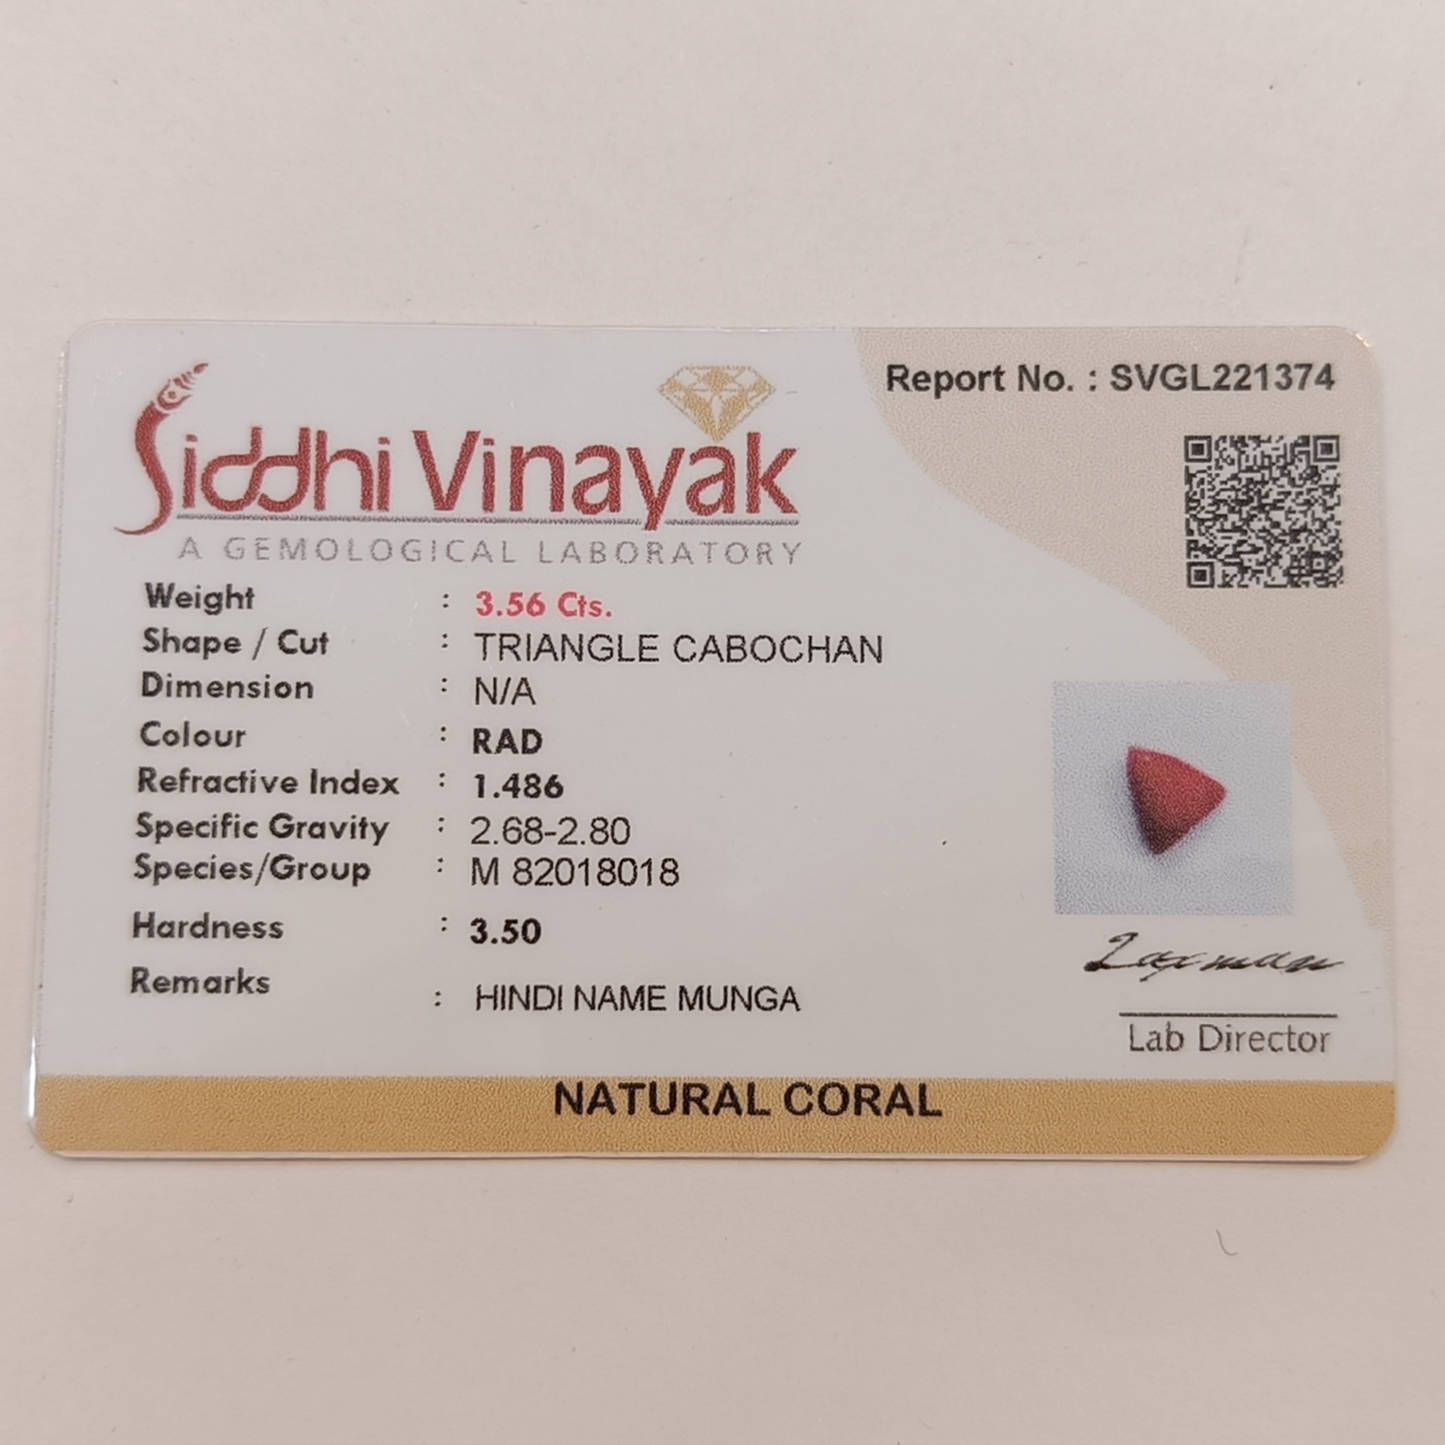 Siddhi Vinayak
A GEMOLOGICAL LABORATORY
Report No. : SVGL221374
Weight : 3.56 Cts.
Shape / Cut : TRIANGLE CABOCHAN
Dimension : N/A
Colour : RAD
Refractive Index : 1.486
Specific Gravity : 2.68-2.80
Species/Group : M 82018018
Hardness : 3.50
Remarks : HINDI NAME MUNGA
Laxman
Lab Director
NATURAL CORAL